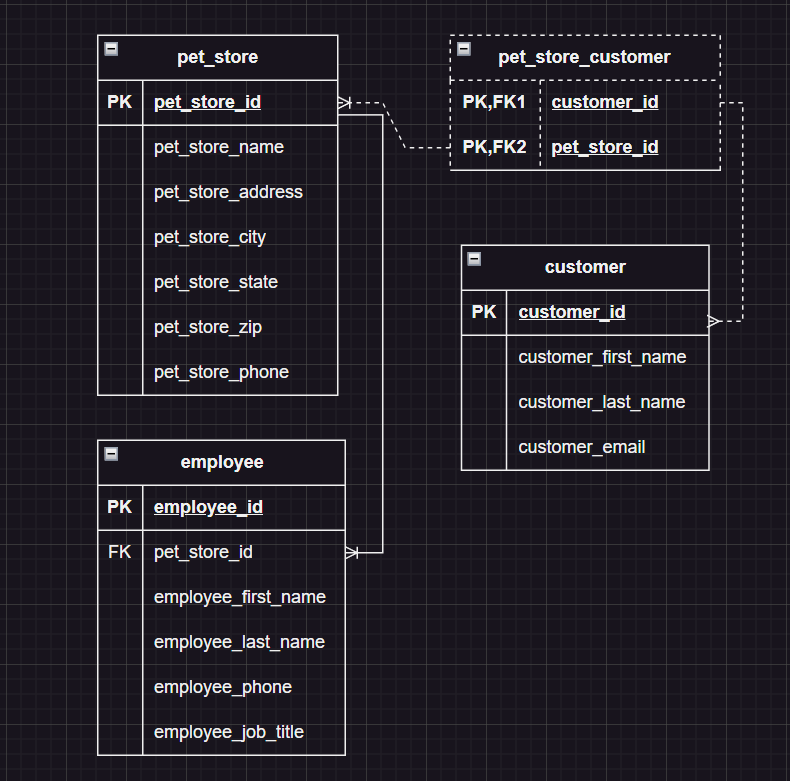 pet_store
PK pet_store_id
pet_store_name
pet_store_address
pet_store_city
pet_store_state
pet_store_zip
pet_store_phone
pet_store_customer
PK,FK1 customer_id
PK,FK2 pet_store_id
customer
PK customer_id
customer_first_name
customer_last_name
customer_email
employee
PK employee_id
FK pet_store_id
employee_first_name
employee_last_name
employee_phone
employee_job_title